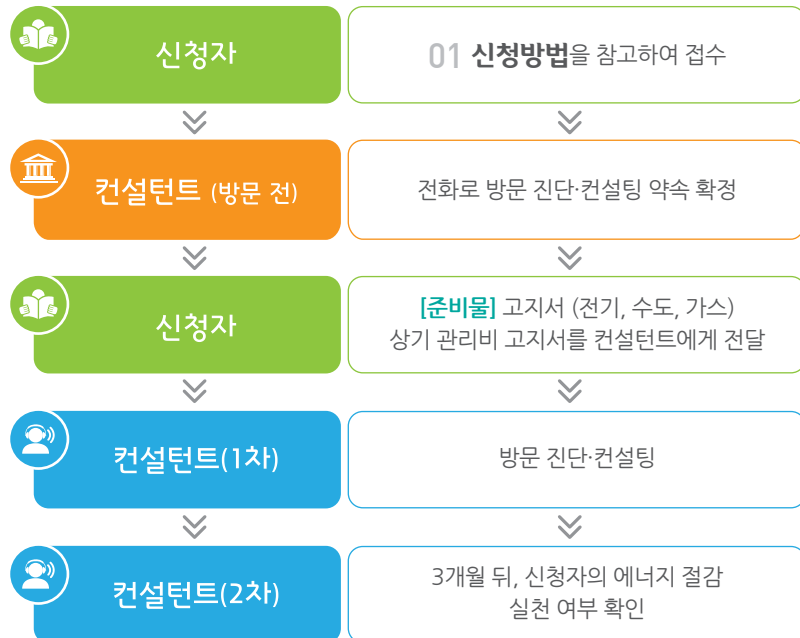 신청자
01 신청방법을 참고하여 접수
컨설턴트 (방문 전)
전화로 방문 진단·컨설팅 약속 확정
신청자
[준비물] 고지서 (전기, 수도, 가스)
상기 관리비 고지서를 컨설턴트에게 전달
컨설턴트(1차)
방문 진단·컨설팅
컨설턴트(2차)
3개월 뒤, 신청자의 에너지 절감
실천 여부 확인